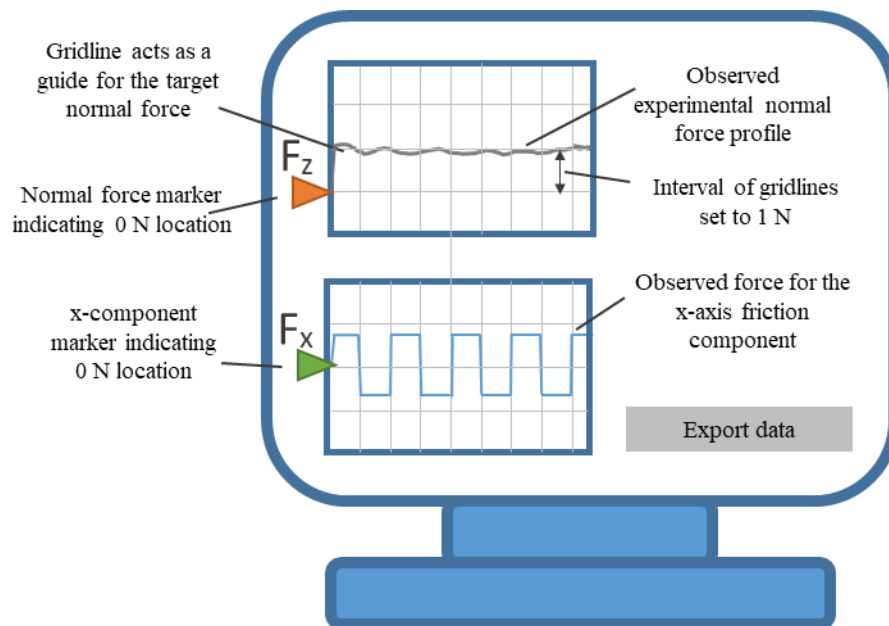 Gridline acts as a
guide for the target
normal force
Observed
experimental normal
force profile
Fz
Normal force marker
indicating 0 N location
Interval of gridlines
set to 1 N
Observed force for the
x-axis friction
component
x-component
marker indicating
0 N location
Fx
Export data